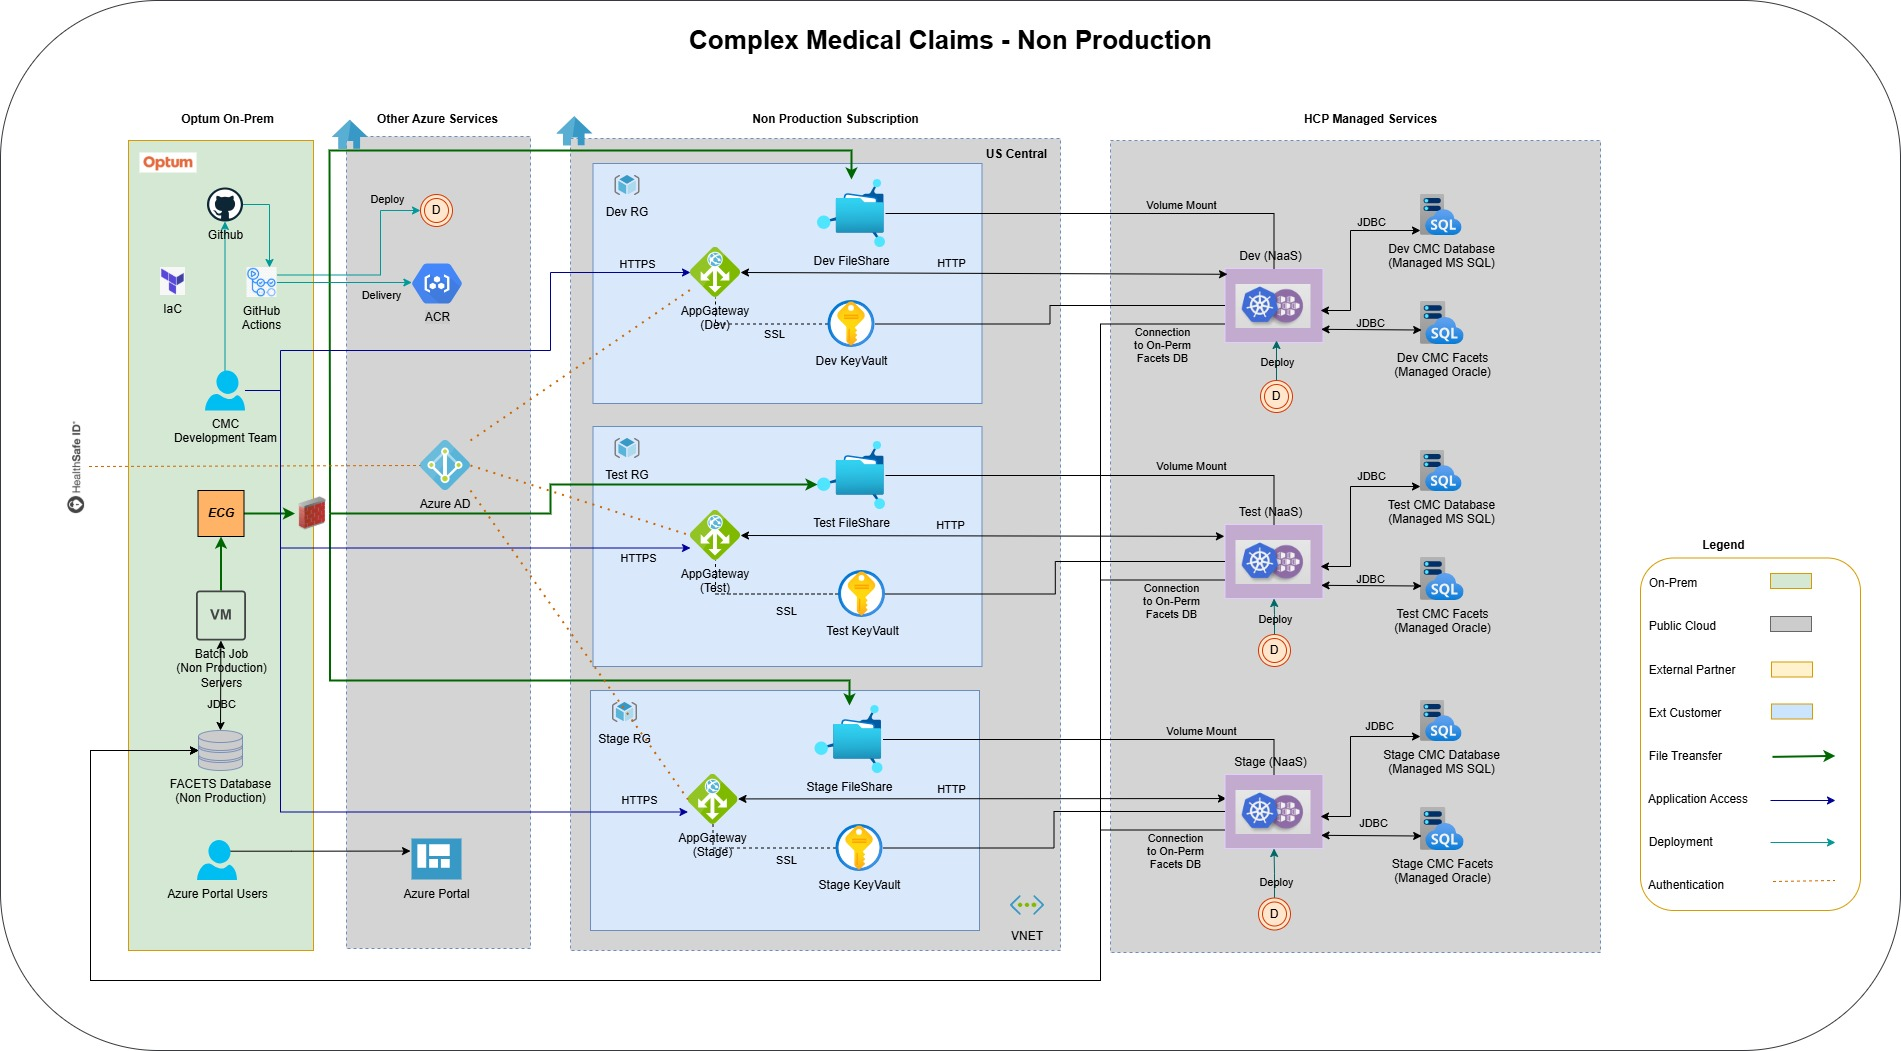 Complex Medical Claims - Non Production
Optum On-Prem
Other Azure Services
Non Production Subscription
HCP Managed Services
Optum
Github
IaC
GitHub
Actions
CMC
Development Team
HealthSafe ID
ECG
VM
Batch Job
(Non Production)
Servers
JDBC
FACETS Database
(Non Production)
Azure Portal Users
Deploy
D
Delivery
ACR
Azure AD
Azure Portal
US Central
Dev RG
Dev FileShare
HTTPS
AppGateway
(Dev)
SSL
Dev KeyVault
HTTP
Test RG
Test FileShare
HTTPS
AppGateway
(Test)
SSL
Test KeyVault
HTTP
Stage RG
Stage FileShare
HTTPS
AppGateway
(Stage)
SSL
Stage KeyVault
HTTP
VNET
Volume Mount
Dev (NaaS)
Connection
to On-Perm
Facets DB
Deploy
D
JDBC
SQL
Dev CMC Database
(Managed MS SQL)
JDBC
SQL
Dev CMC Facets
(Managed Oracle)
Volume Mount
Test (NaaS)
Connection
to On-Perm
Facets DB
Deploy
D
JDBC
SQL
Test CMC Database
(Managed MS SQL)
JDBC
SQL
Test CMC Facets
(Managed Oracle)
Volume Mount
Stage (NaaS)
Connection
to On-Perm
Facets DB
Deploy
D
JDBC
SQL
Stage CMC Database
(Managed MS SQL)
JDBC
SQL
Stage CMC Facets
(Managed Oracle)
Legend
On-Prem
Public Cloud
External Partner
Ext Customer
File Treansfer
Application Access
Deployment
Authentication